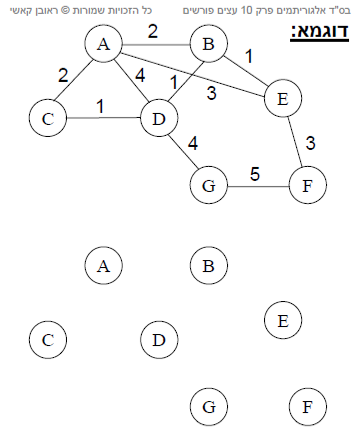 בס"ד אלגוריתמים פרק 10 עצים פורשים כל הזכויות שמורות © ראובן קאשי
דוגמא:
A 2 B
2 4 1 3 1
C 1 D E
4 3
G 5 F
A B
C D E
G F